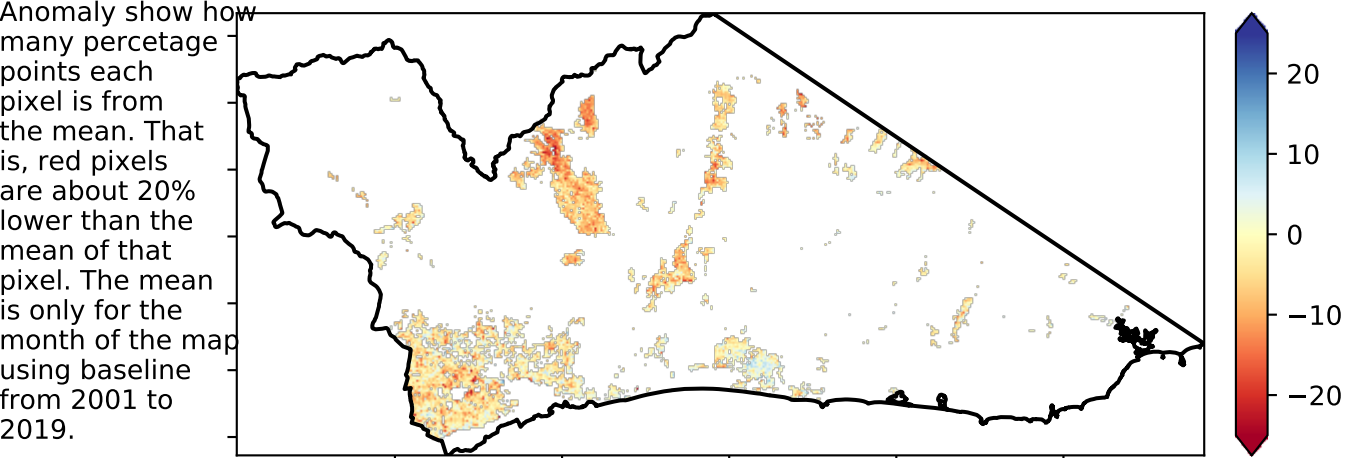 Anomaly show how
many percetage
points each
pixel is from
the mean. That
is, red pixels
are about 20%
lower than the
mean of that
pixel. The mean
is only for the
month of the map
using baseline
from 2001 to
2019.
20
10
0
−10
−20